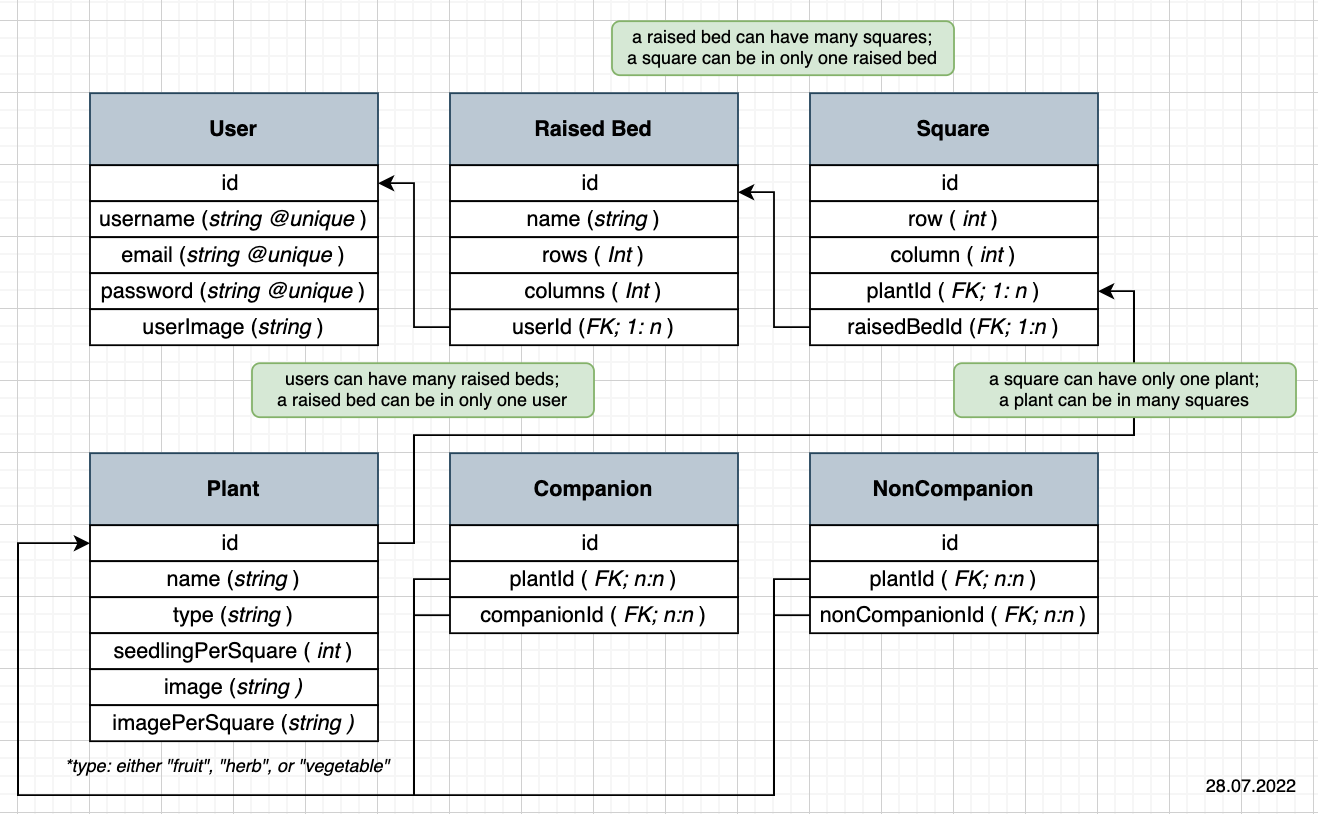 a raised bed can have many squares;
a square can be in only one raised bed
User
id
username (string @unique )
email (string @unique )
password (string @unique )
userImage (string )
Raised Bed
id
name (string )
rows ( Int )
columns ( Int )
userId (FK; 1: n )
Square
id
row ( int )
column ( int )
plantId ( FK; 1: n )
raisedBedId (FK; 1:n )
users can have many raised beds;
a raised bed can be in only one user
a square can have only one plant;
a plant can be in many squares
Plant
id
name (string )
type (string )
seedlingPerSquare ( int )
image (string )
imagePerSquare (string )
*type: either "fruit", "herb", or "vegetable"
Companion
id
plantId ( FK; n:n )
companionId ( FK; n:n )
NonCompanion
id
plantId ( FK; n:n )
nonCompanionId ( FK; n:n )
28.07.2022